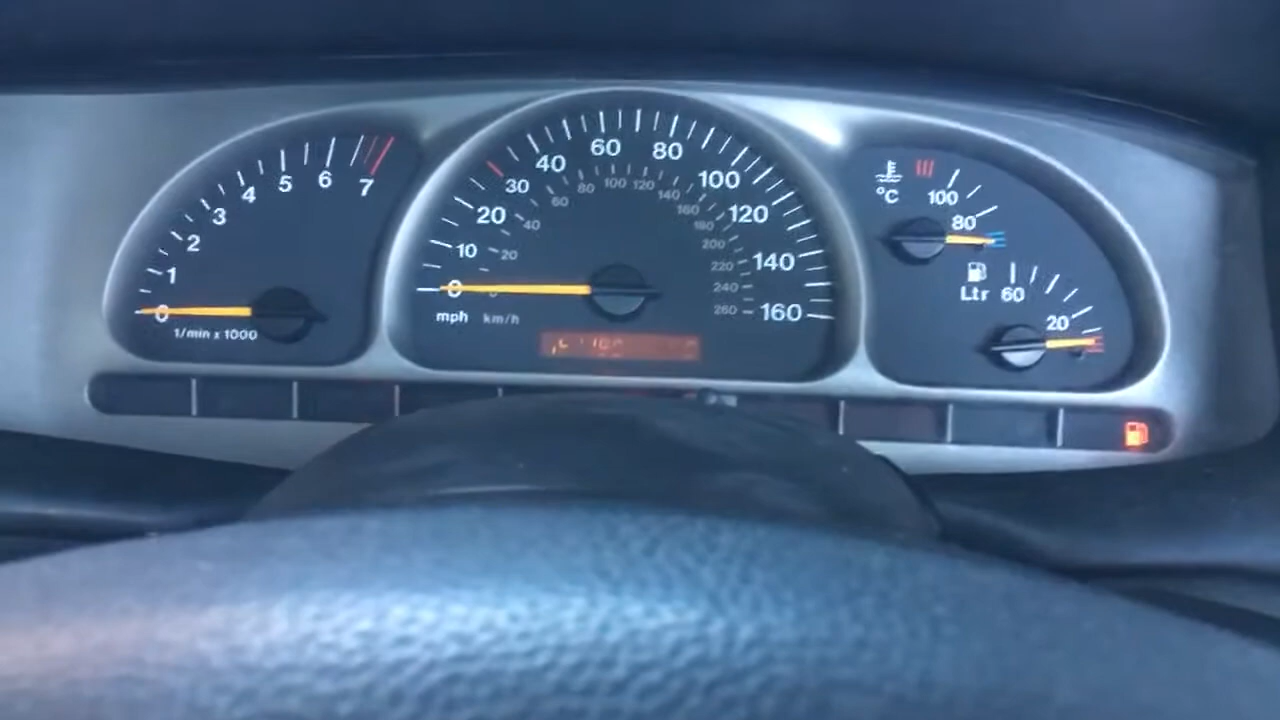 0 1 2 3 4 5 6 7
1/min x 1000
0 10 20 30 40 60 80 100 120 140 160
20 40 60 80 100 120 140 160 180 200 220 240 260
mph km/h
°C 80 100
Ltr 60 20